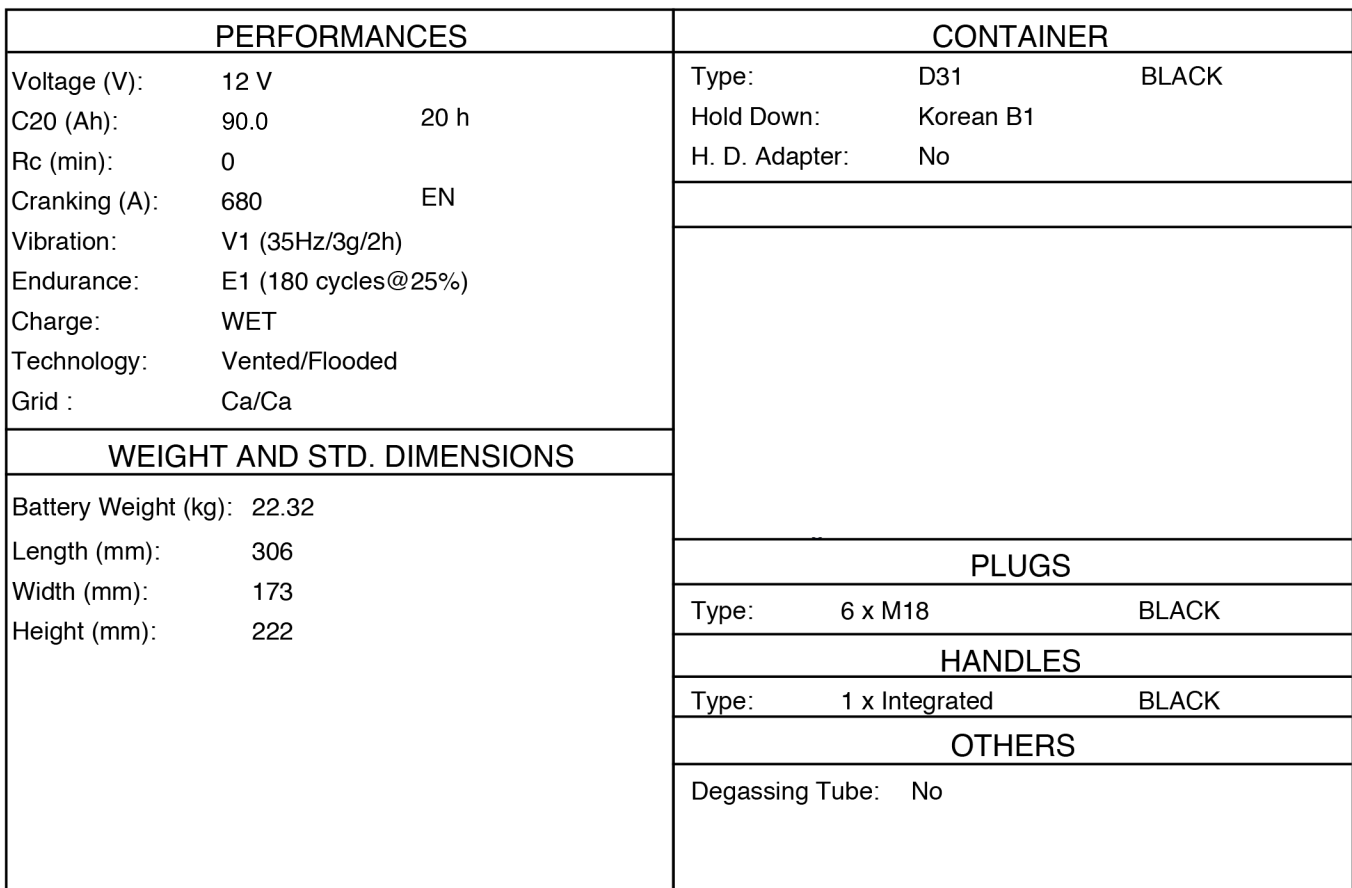 PERFORMANCES
Voltage (V): 12 V
C20 (Ah): 90.0 20 h
Rc (min): 0
Cranking (A): 680 EN
Vibration: V1 (35Hz/3g/2h)
Endurance: E1 (180 cycles@25%)
Charge: WET
Technology: Vented/Flooded
Grid : Ca/Ca
WEIGHT AND STD. DIMENSIONS
Battery Weight (kg): 22.32
Length (mm): 306
Width (mm): 173
Height (mm): 222
CONTAINER
Type: D31 BLACK
Hold Down: Korean B1
H. D. Adapter: No
PLUGS
Type: 6 x M18 BLACK
HANDLES
Type: 1 x Integrated BLACK
OTHERS
Degassing Tube: No